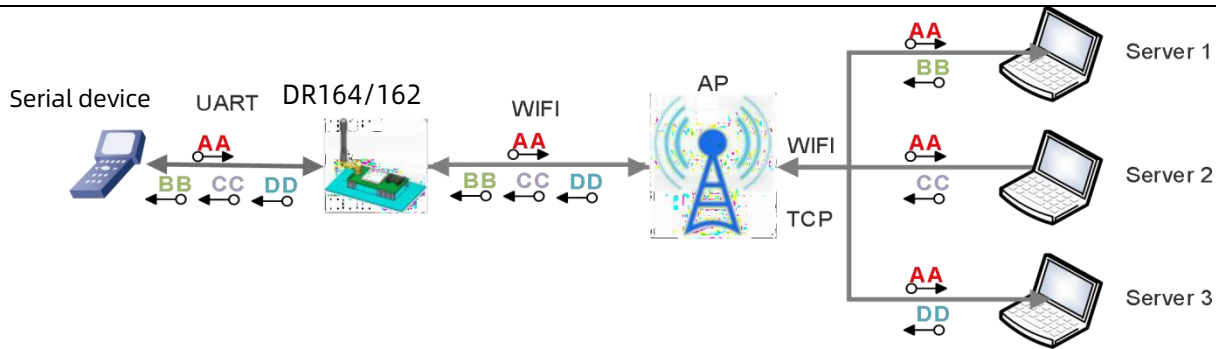 AA
Server 1
BB
AP
Serial device
UART
DR164/162
WIFI
AA
AA
WIFI
AA
Server 2
BB CC DD
BB CC DD
CC
TCP
AA
Server 3
DD